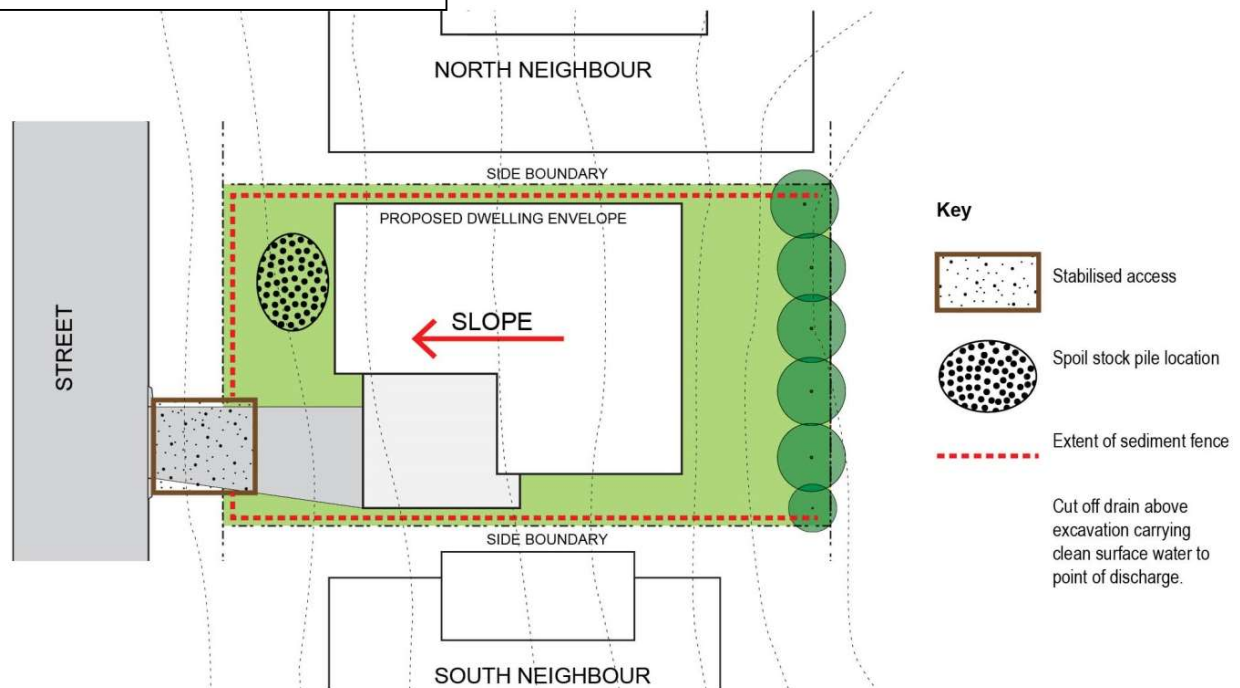 NORTH NEIGHBOUR
SIDE BOUNDARY
PROPOSED DWELLING ENVELOPE
SLOPE
STREET
SIDE BOUNDARY
SOUTH NEIGHBOUR
Key
Stabilised access
Spoil stock pile location
Extent of sediment fence
Cut off drain above
excavation carrying
clean surface water to
point of discharge.